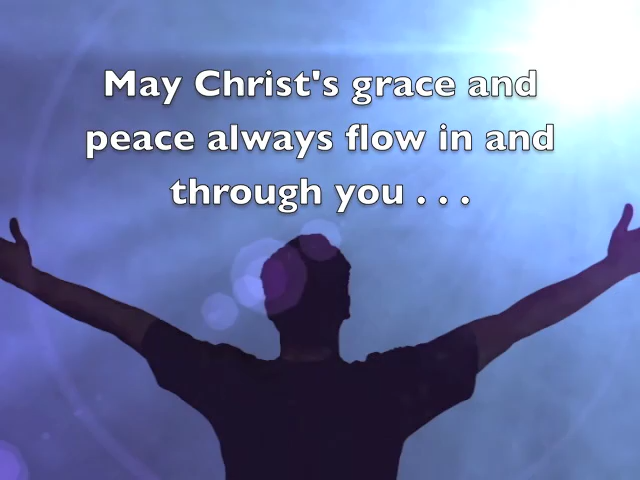 May Christ's grace and
peace always flow in and
through you . . .